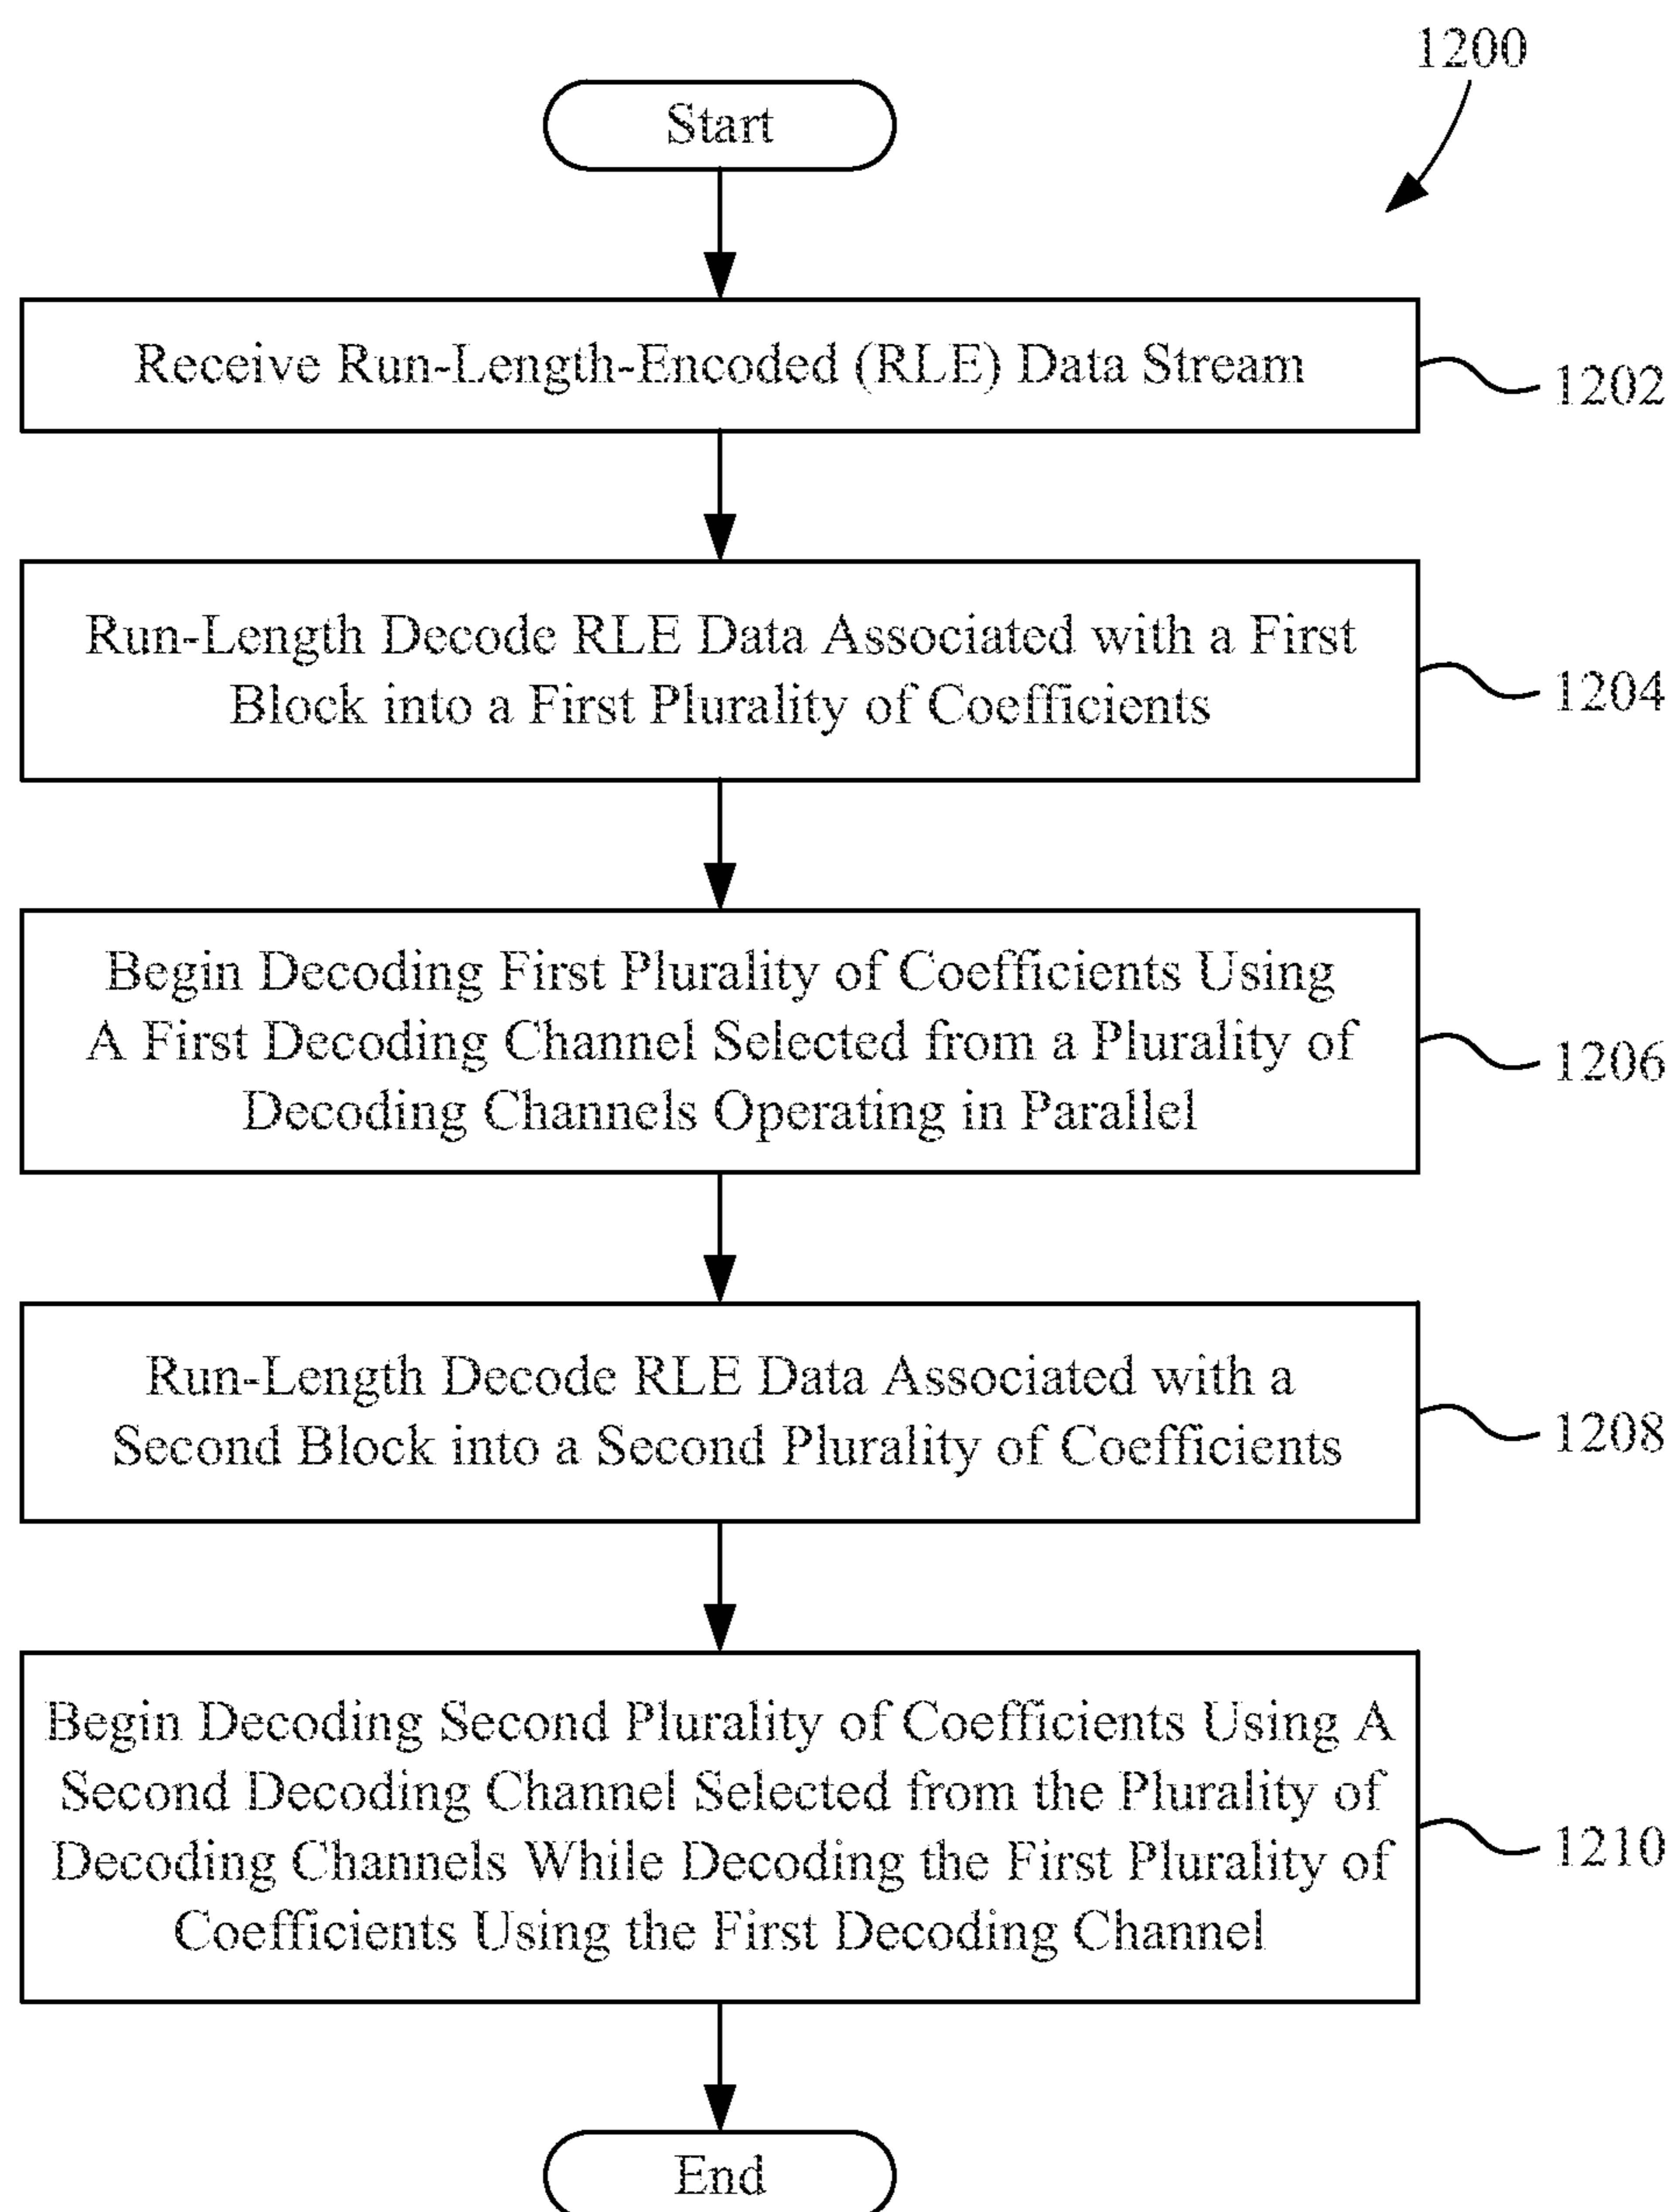 1200
Start
Receive Run-Length-Encoded (RLE) Data Stream
1202
Run-Length Decode RLE Data Associated with a First
Block into a First Plurality of Coefficients
1204
Begin Decoding First Plurality of Coefficients Using
A First Decoding Channel Selected from a Plurality of
Decoding Channels Operating in Parallel
1206
Run-Length Decode RLE Data Associated with a
Second Block into a Second Plurality of Coefficients
1208
Begin Decoding Second Plurality of Coefficients Using A
Second Decoding Channel Selected from the Plurality of
Decoding Channels While Decoding the First Plurality of
Coefficients Using the First Decoding Channel
1210
End